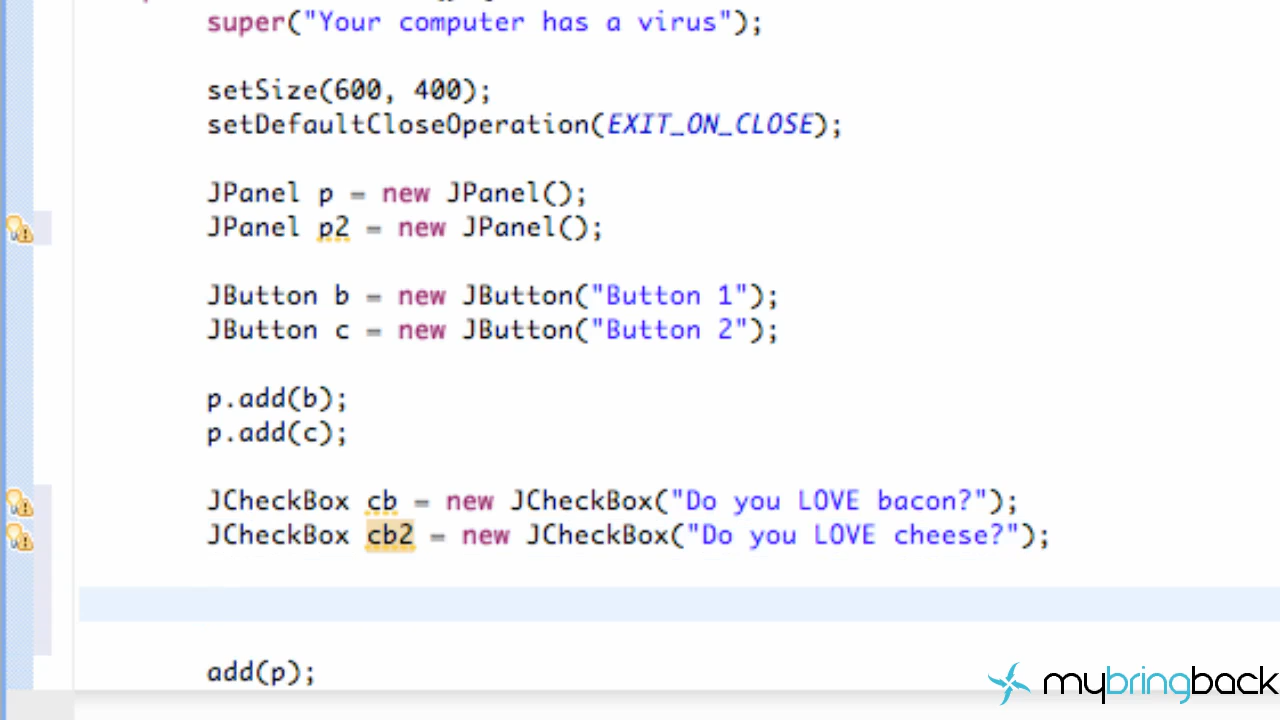 super("Your computer has a virus");
setSize(600, 400);
setDefaultCloseOperation(EXIT_ON_CLOSE);
JPanel p = new JPanel();
JPanel p2 = new JPanel();
JButton b = new JButton("Button 1");
JButton c = new JButton("Button 2");
p.add(b);
p.add(c);
JCheckBox cb = new JCheckBox("Do you LOVE bacon?");
JCheckBox cb2 = new JCheckBox("Do you LOVE cheese?");
add(p);
mybringback